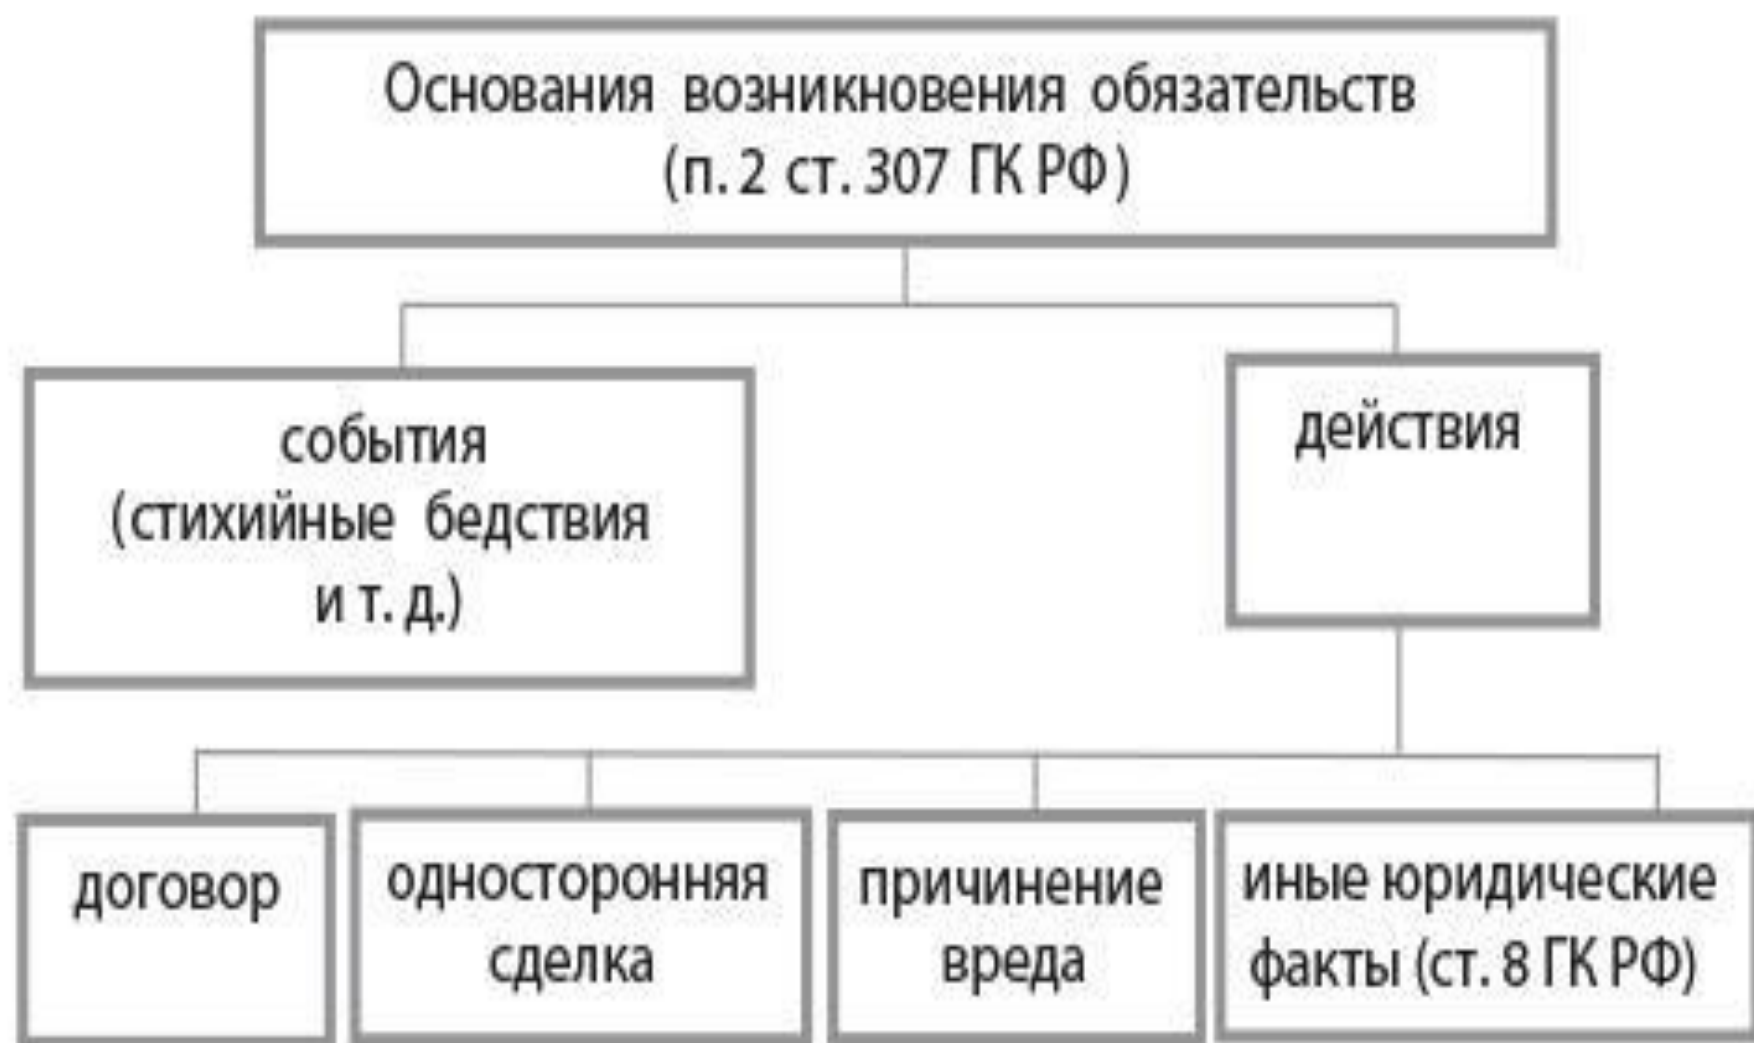 Основания возникновения обязательств
(п. 2 ст. 307 ГК РФ)
события
(стихийные бедствия
и т. д.)
действия
договор
односторонняя
сделка
причинение
вреда
иные юридические
факты (ст. 8 ГК РФ)